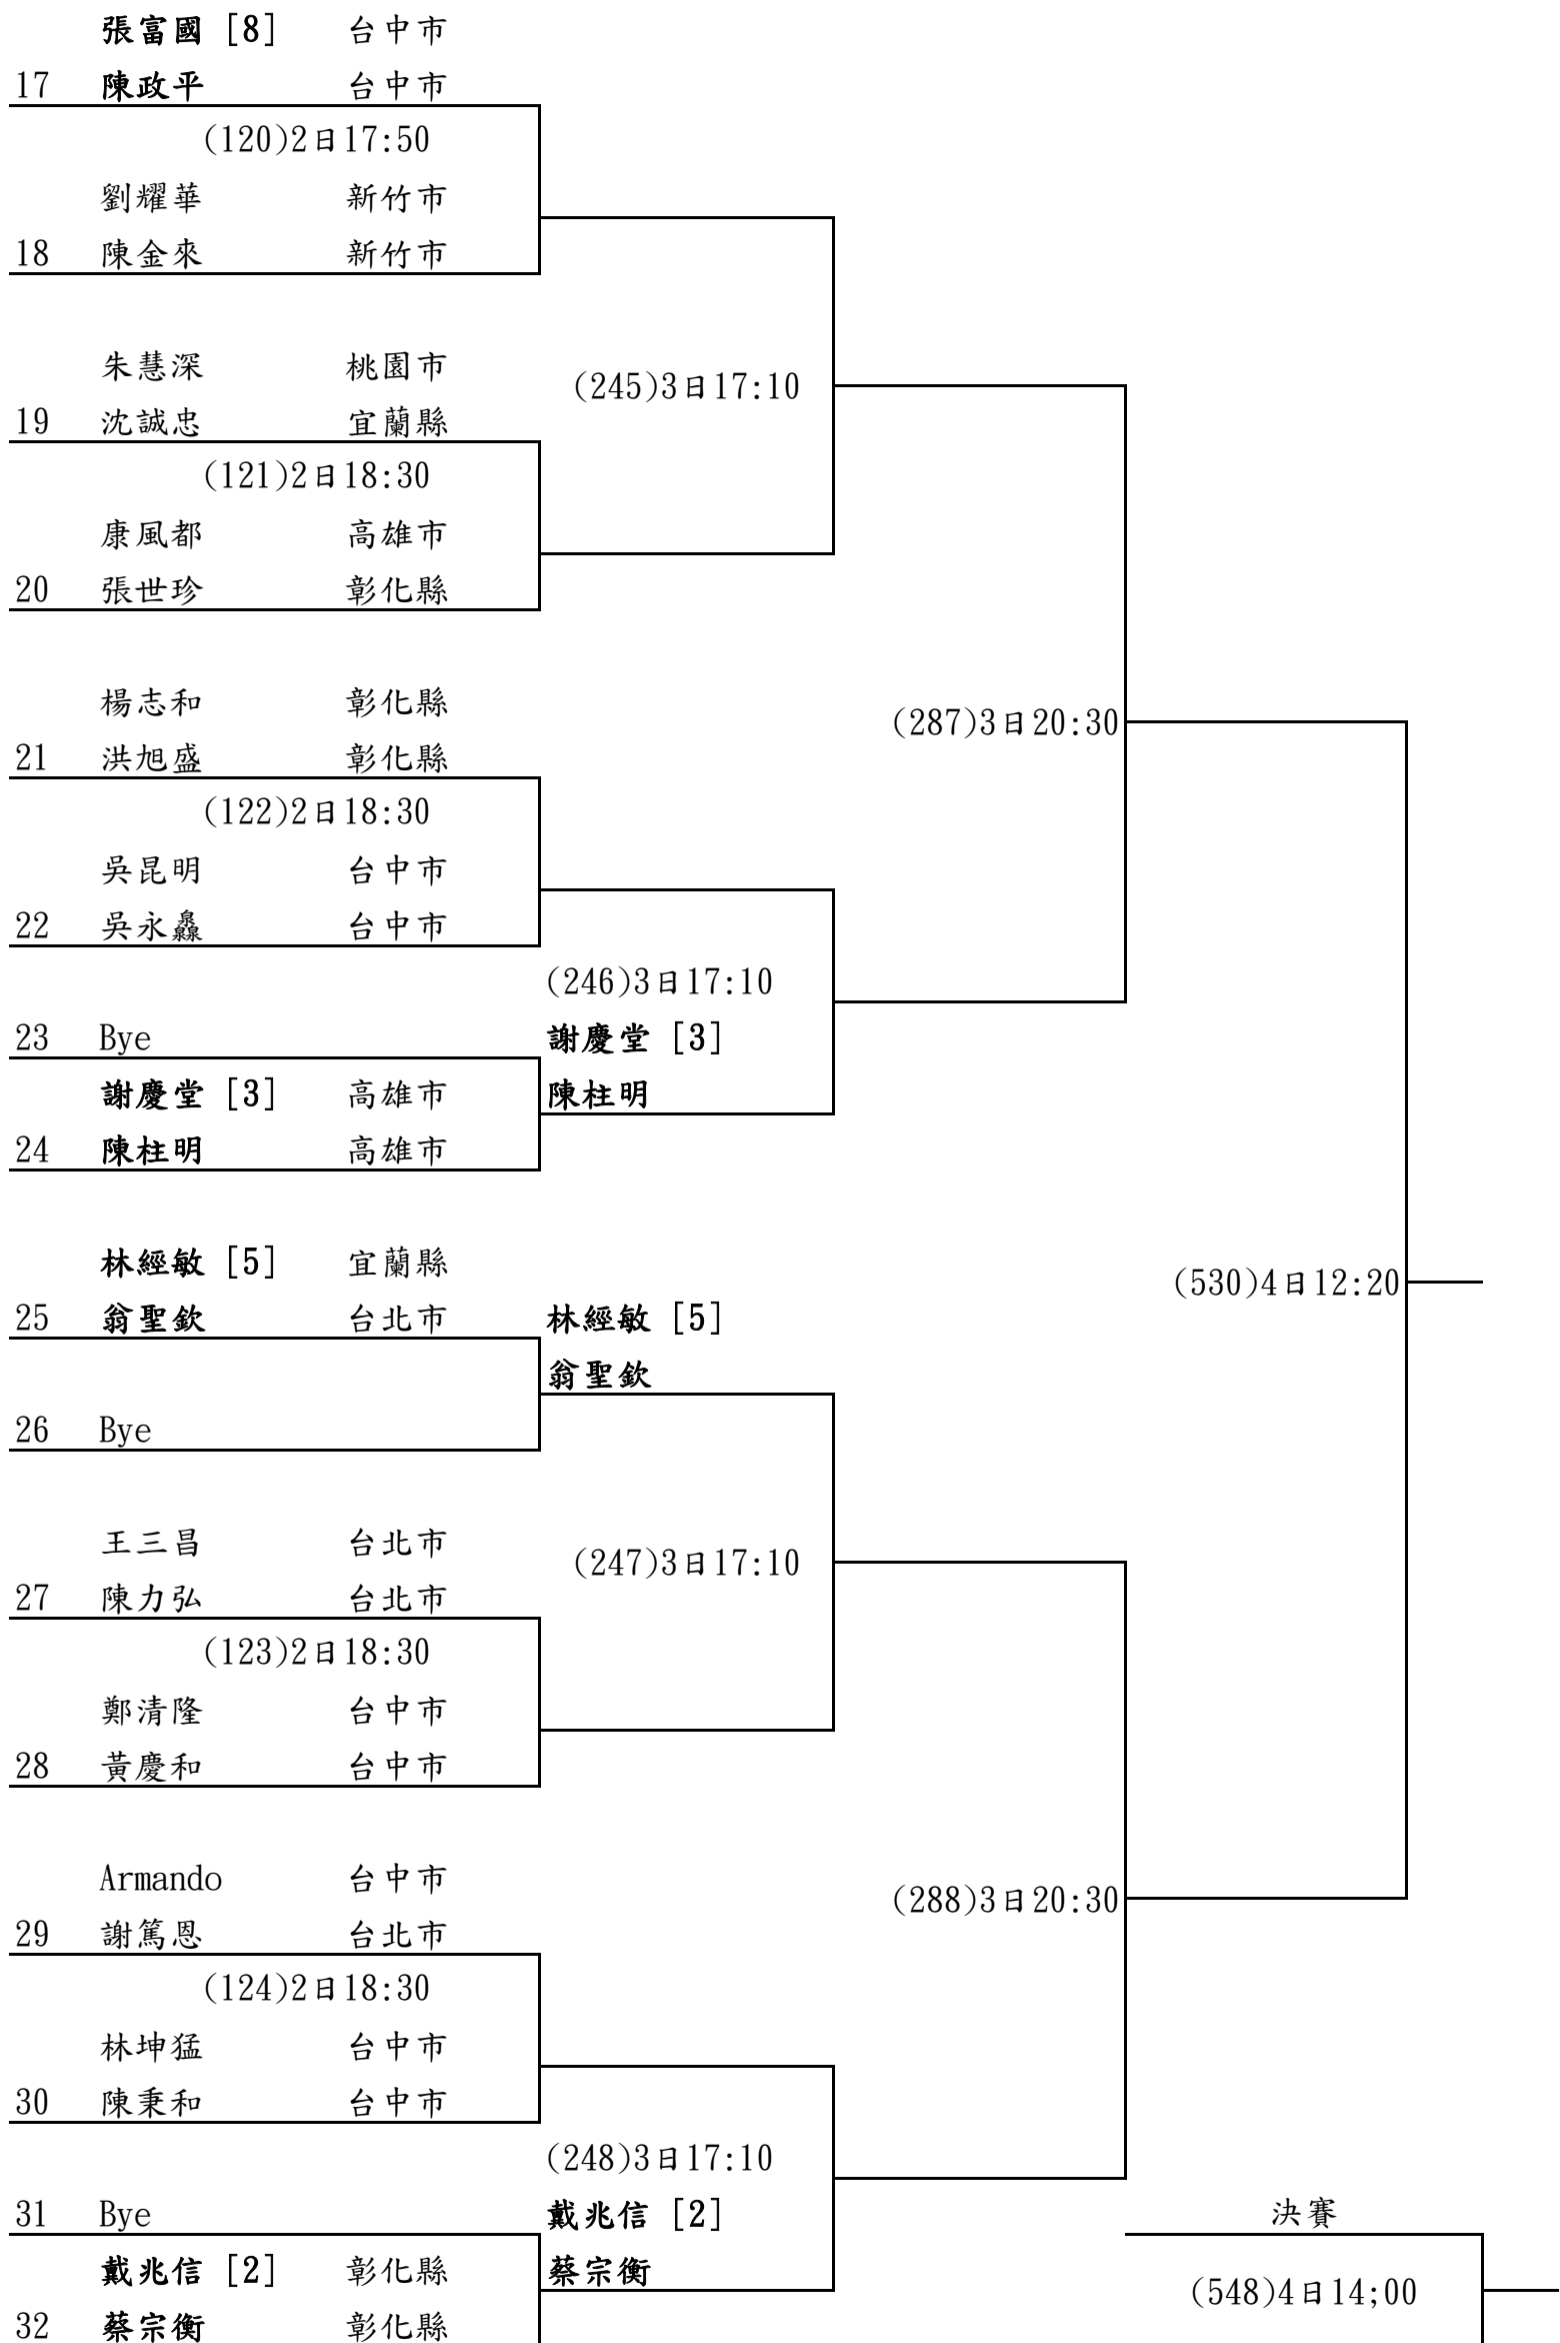 張富國 [8] 台中市
17 陳政平 台中市
(120)2日17:50
劉耀華 新竹市
18 陳金來 新竹市
朱慧深 桃園市 (245)3日17:10
19 沈誠忠 宜蘭縣
(121)2日18:30
康風都 高雄市
20 張世珍 彰化縣
楊志和 彰化縣 (287)3日20:30
21 洪旭盛 彰化縣
(122)2日18:30
吳昆明 台中市
22 吳永灥 台中市
(246)3日17:10
23 Bye 謝慶堂 [3]
謝慶堂 [3] 高雄市 陳柱明
24 陳柱明 高雄市
林經敏 [5] 宜蘭縣 (530)4日12:20
25 翁聖欽 台北市 林經敏 [5]
翁聖欽
26 Bye
王三昌 台北市 (247)3日17:10
27 陳力弘 台北市
(123)2日18:30
鄭清隆 台中市
28 黃慶和 台中市
Armando 台中市 (288)3日20:30
29 謝篤恩 台北市
(124)2日18:30
林坤猛 台中市
30 陳秉和 台中市
(248)3日17:10
31 Bye 戴兆信 [2] 決賽
戴兆信 [2] 彰化縣 蔡宗衡 (548)4日14;00
32 蔡宗衡 彰化縣